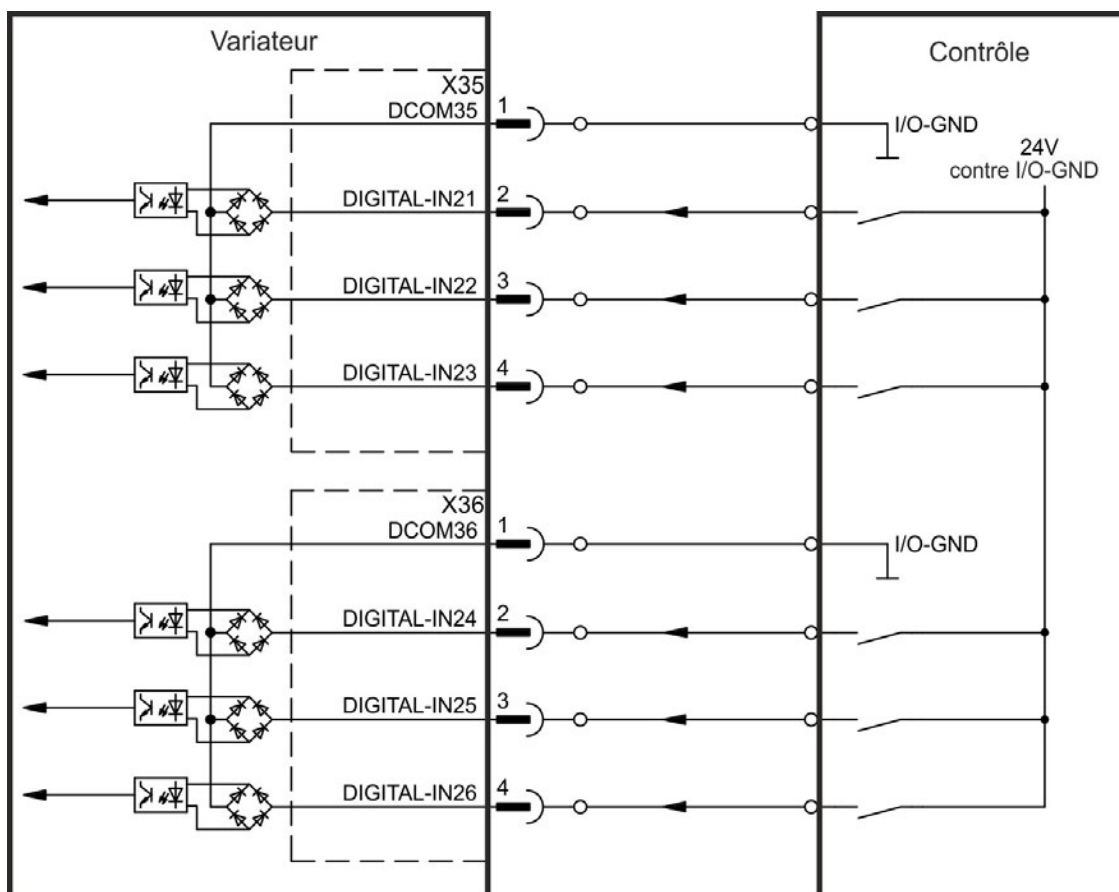 Variateur
Contrôle
X35
DCOM35
1
I/O-GND
24V
contre I/O-GND
DIGITAL-IN21
2
DIGITAL-IN22
3
DIGITAL-IN23
4
X36
DCOM36
1
I/O-GND
DIGITAL-IN24
2
DIGITAL-IN25
3
DIGITAL-IN26
4